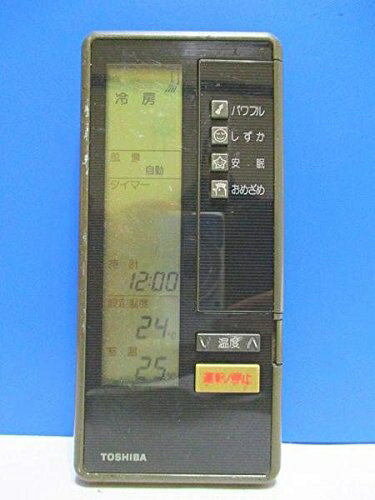 冷房
風量
自動
タイマー
時計
12:00
設定温度
24℃
室温
25℃
パワフル
しずか
安眠
おめざめ
∨ 温度 ∧
運転/停止
TOSHIBA